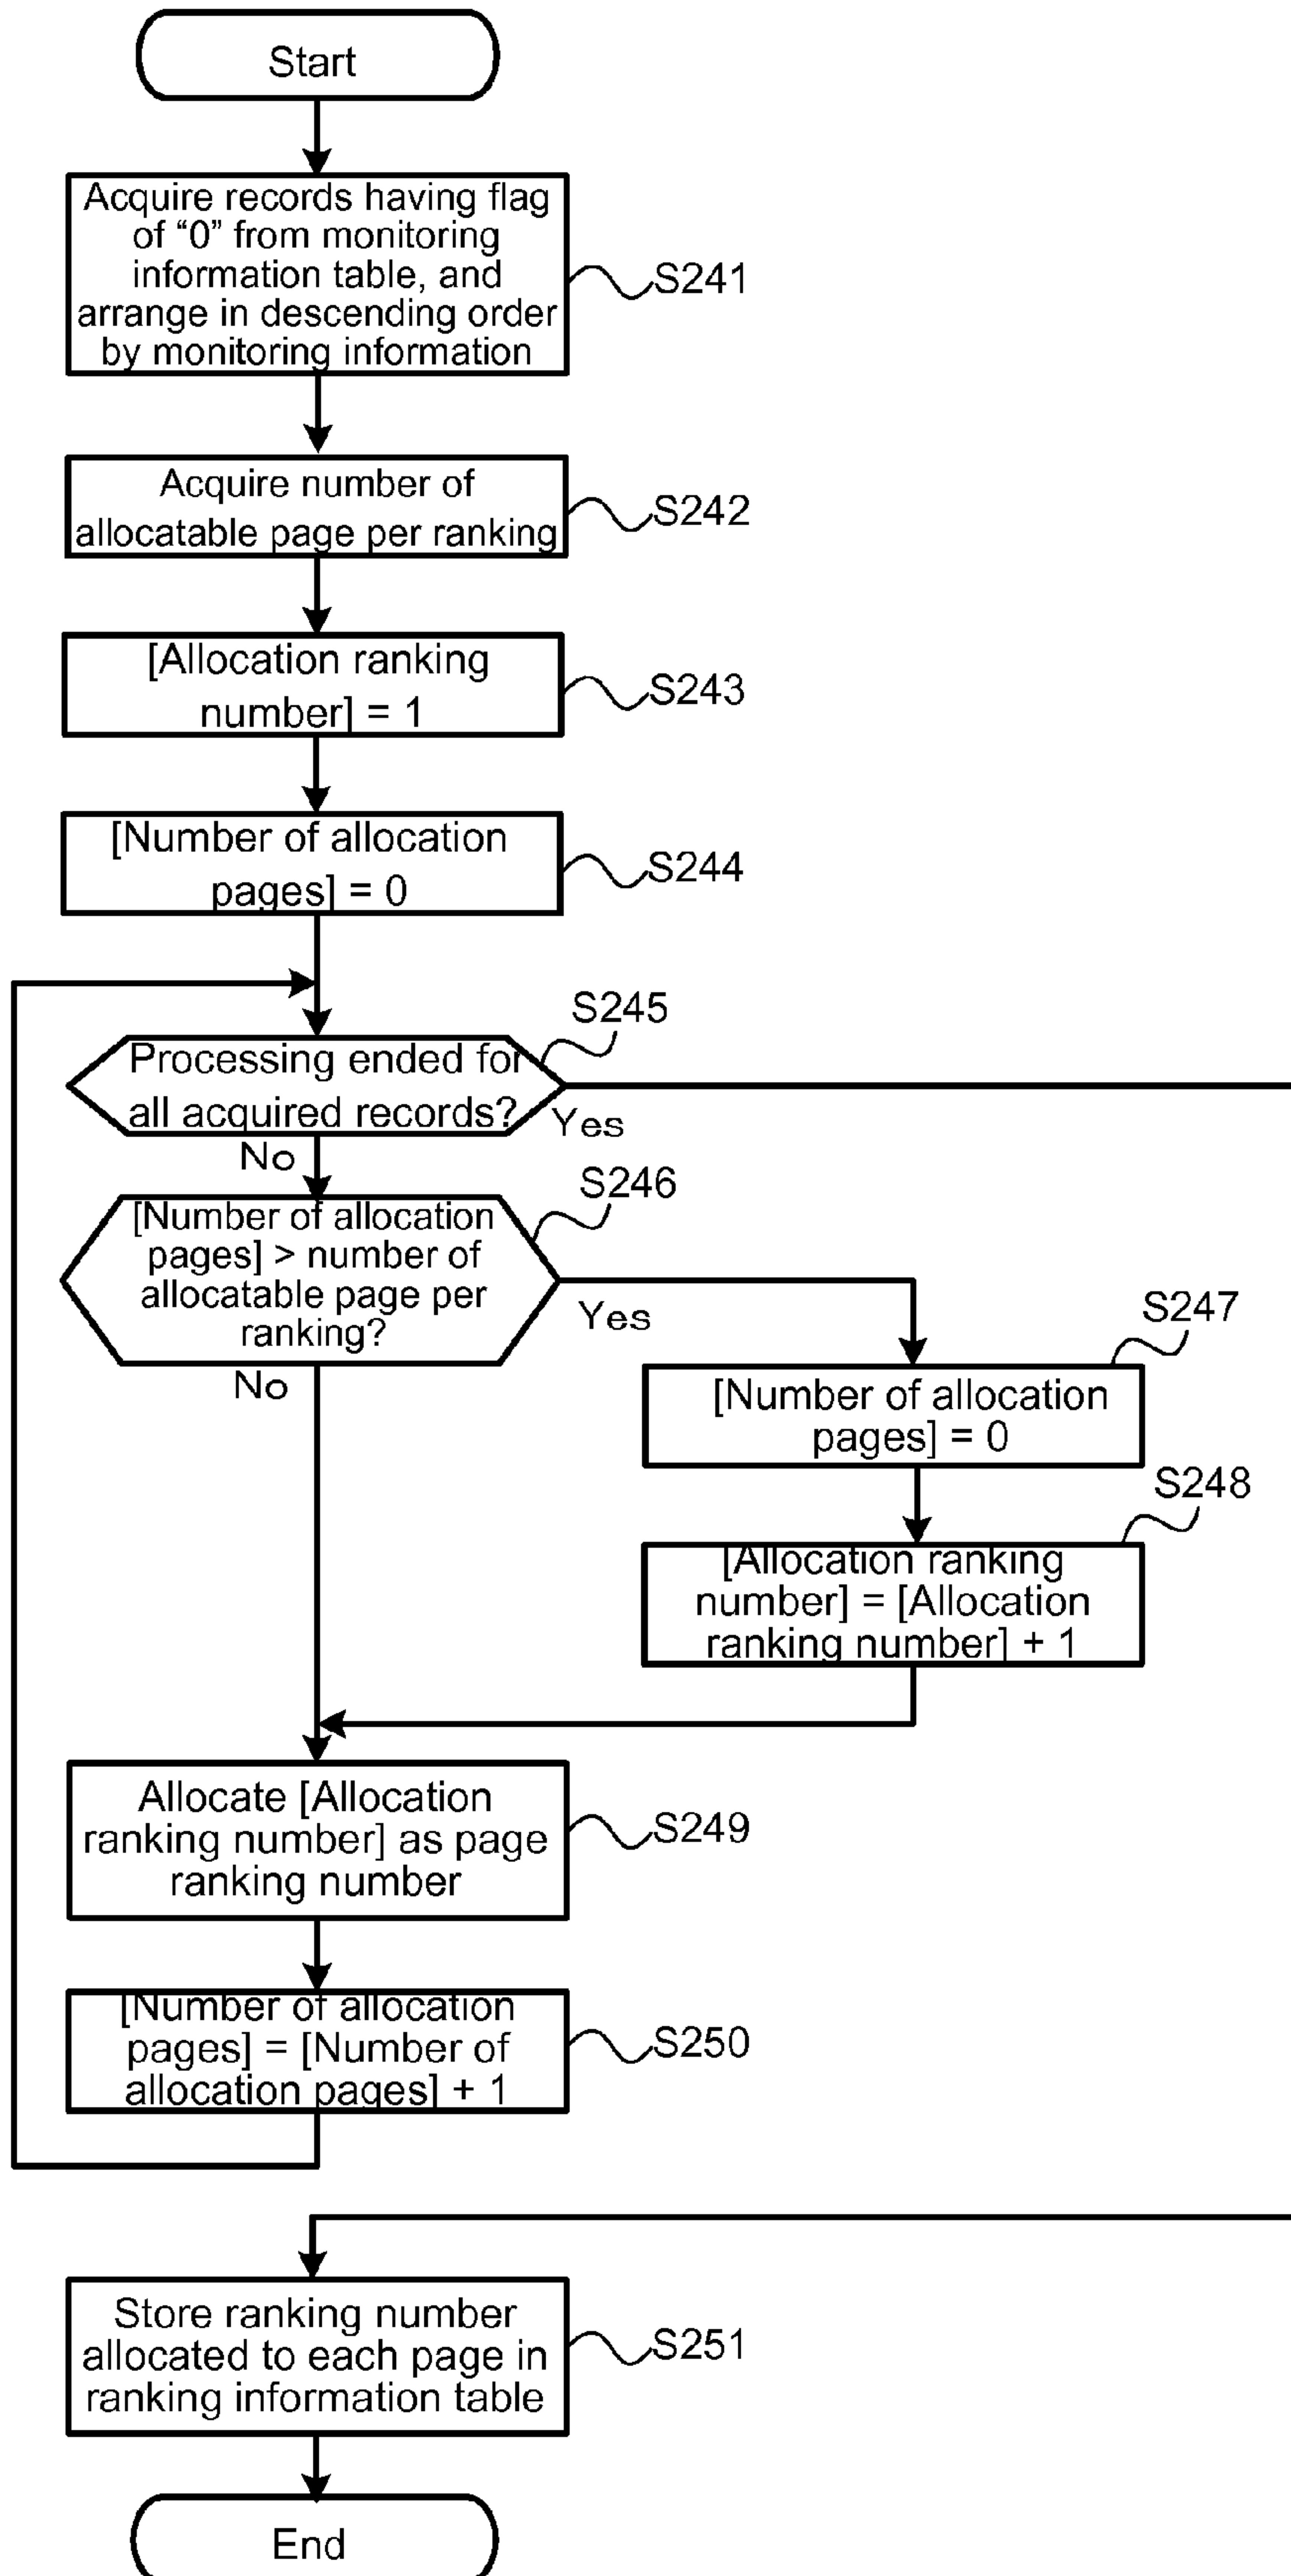 Start
Acquire records having flag
of “0” from monitoring
information table, and
arrange in descending order
by monitoring information
S241
Acquire number of
allocatable page per ranking
S242
[Allocation ranking
number] = 1
S243
[Number of allocation
pages] = 0
S244
S245
Processing ended for
all acquired records?
Yes
No
S246
[Number of allocation
pages] > number of
allocatable page per
ranking?
Yes
No
S247
[Number of allocation
pages] = 0
S248
[Allocation ranking
number] = [Allocation
ranking number] + 1
Allocate [Allocation
ranking number] as page
ranking number
S249
[Number of allocation
pages] = [Number of
allocation pages] + 1
S250
Store ranking number
allocated to each page in
ranking information table
S251
End